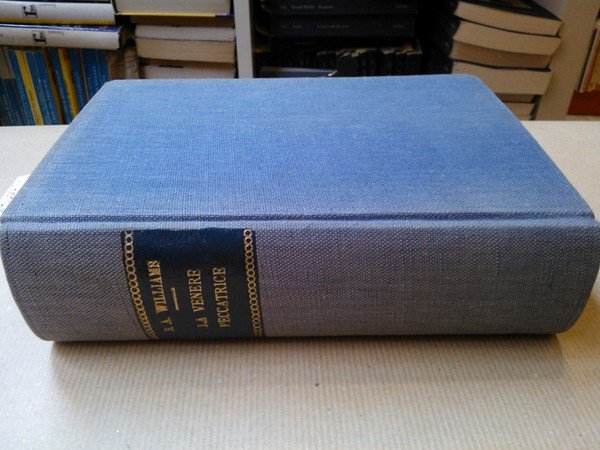 B. A. WILLIAMS
LA VENERE
PECCATRICE